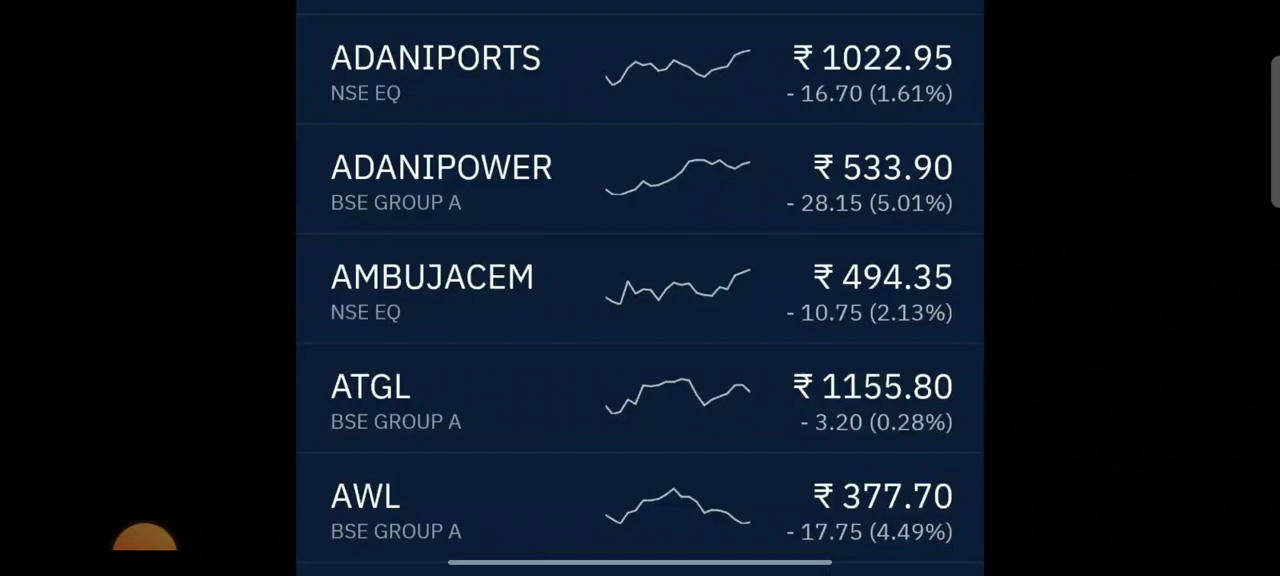 ADANIPORTS ₹ 1022.95
NSE EQ - 16.70 (1.61%)
ADANIPOWER ₹ 533.90
BSE GROUP A - 28.15 (5.01%)
AMBUJACEM ₹ 494.35
NSE EQ - 10.75 (2.13%)
ATGL ₹ 1155.80
BSE GROUP A - 3.20 (0.28%)
AWL ₹ 377.70
BSE GROUP A - 17.75 (4.49%)